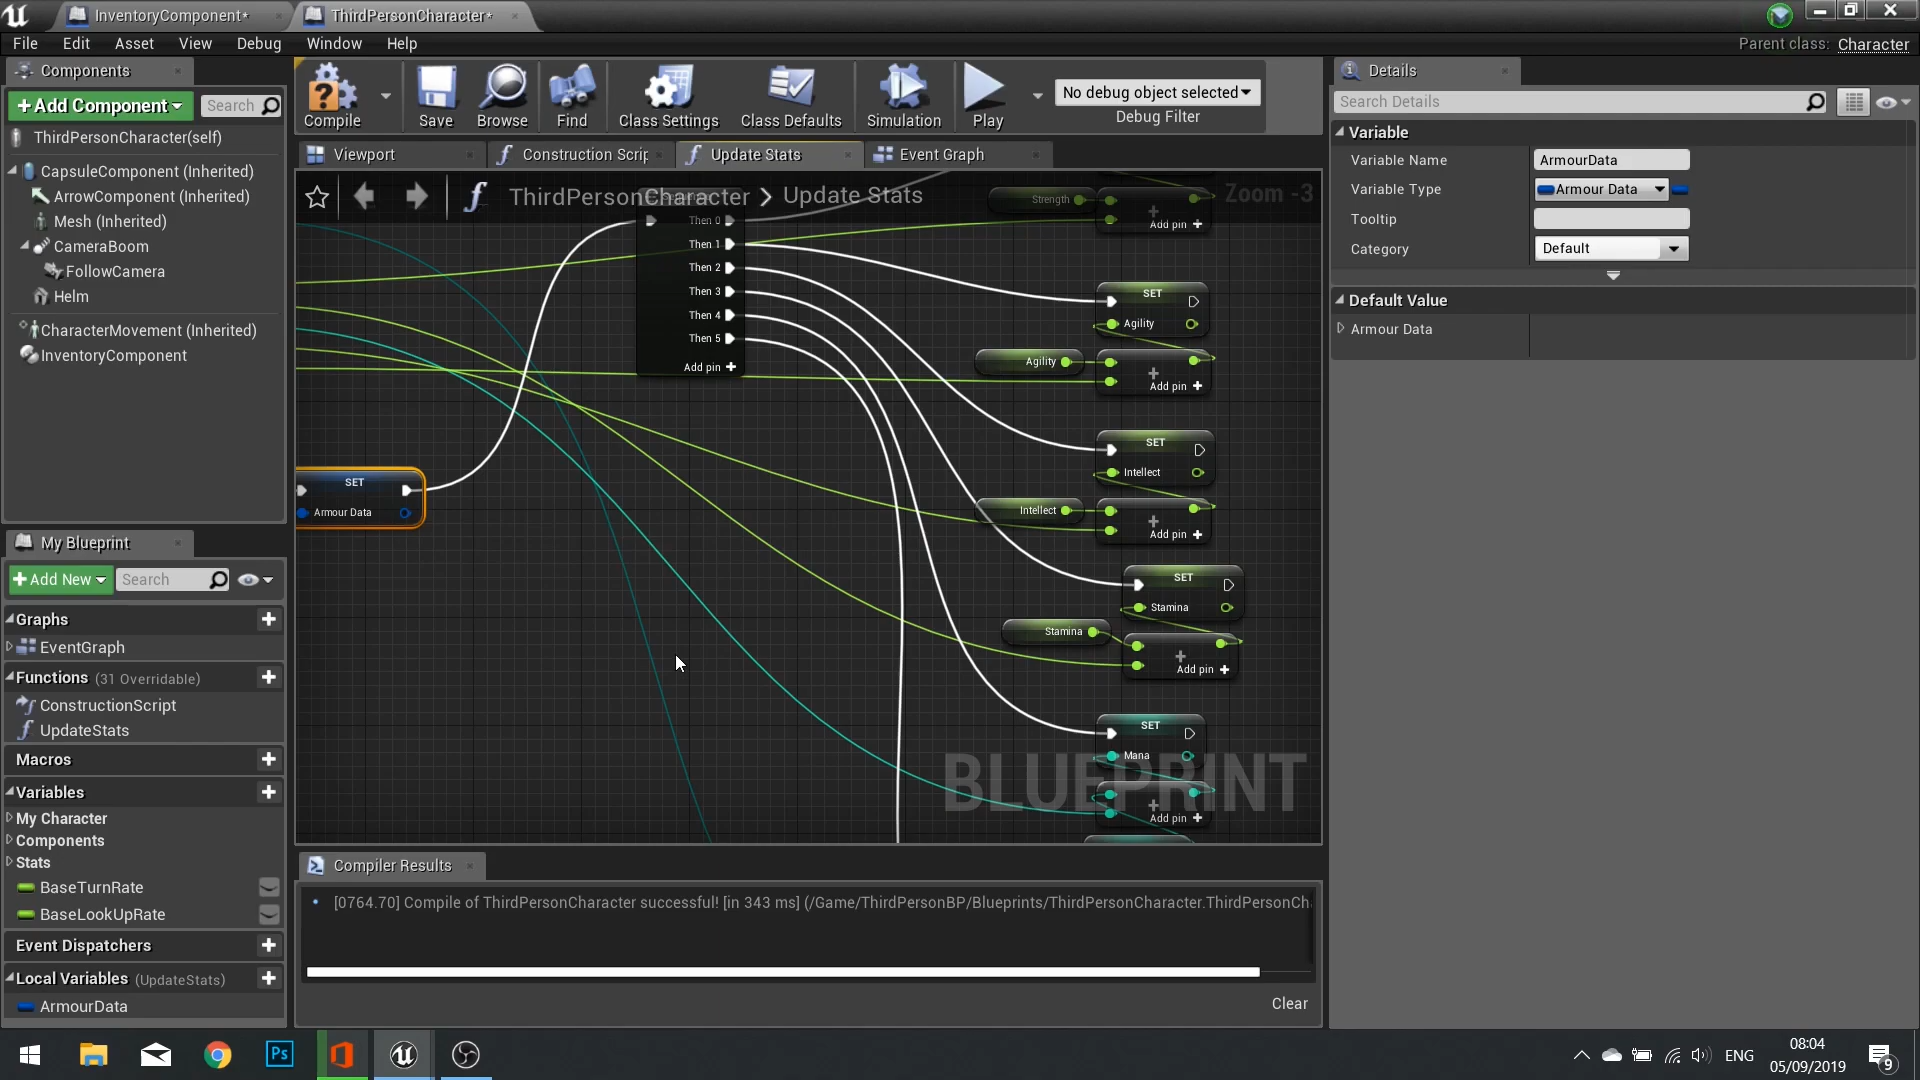 InventoryComponent*
ThirdPersonCharacter*
File Edit Asset View Debug Window Help
Parent class: Character
Components
+Add Component
Search
ThirdPersonCharacter(self)
CapsuleComponent (Inherited)
ArrowComponent (Inherited)
Mesh (Inherited)
CameraBoom
FollowCamera
Helm
CharacterMovement (Inherited)
InventoryComponent
My Blueprint
+Add New
Search
Graphs
EventGraph
Functions (31 Overridable)
ConstructionScript
UpdateStats
Macros
Variables
My Character
Components
Stats
BaseTurnRate
BaseLookUpRate
Event Dispatchers
Local Variables (UpdateStats)
ArmourData
Compile
Save
Browse
Find
Class Settings
Class Defaults
Simulation
Play
No debug object selected
Debug Filter
Viewport
Construction Scrip
Update Stats
Event Graph
ThirdPersonCharacter > Update Stats
Zoom -3
Then 0
Then 1
Then 2
Then 3
Then 4
Then 5
Add pin +
SET
Armour Data
Strength
Add pin +
SET
Agility
Agility
Add pin +
SET
Intellect
Intellect
Add pin +
SET
Stamina
Stamina
Add pin +
SET
Mana
Add pin +
BLUEPRINT
Compiler Results
[0764.70] Compile of ThirdPersonCharacter successful! [in 343 ms] (/Game/ThirdPersonBP/Blueprints/ThirdPersonCharacter.ThirdPersonCh
Clear
Details
Search Details
Variable
Variable Name ArmourData
Variable Type Armour Data
Tooltip
Category Default
Default Value
Armour Data
Ps
ENG
08:04
05/09/2019
9